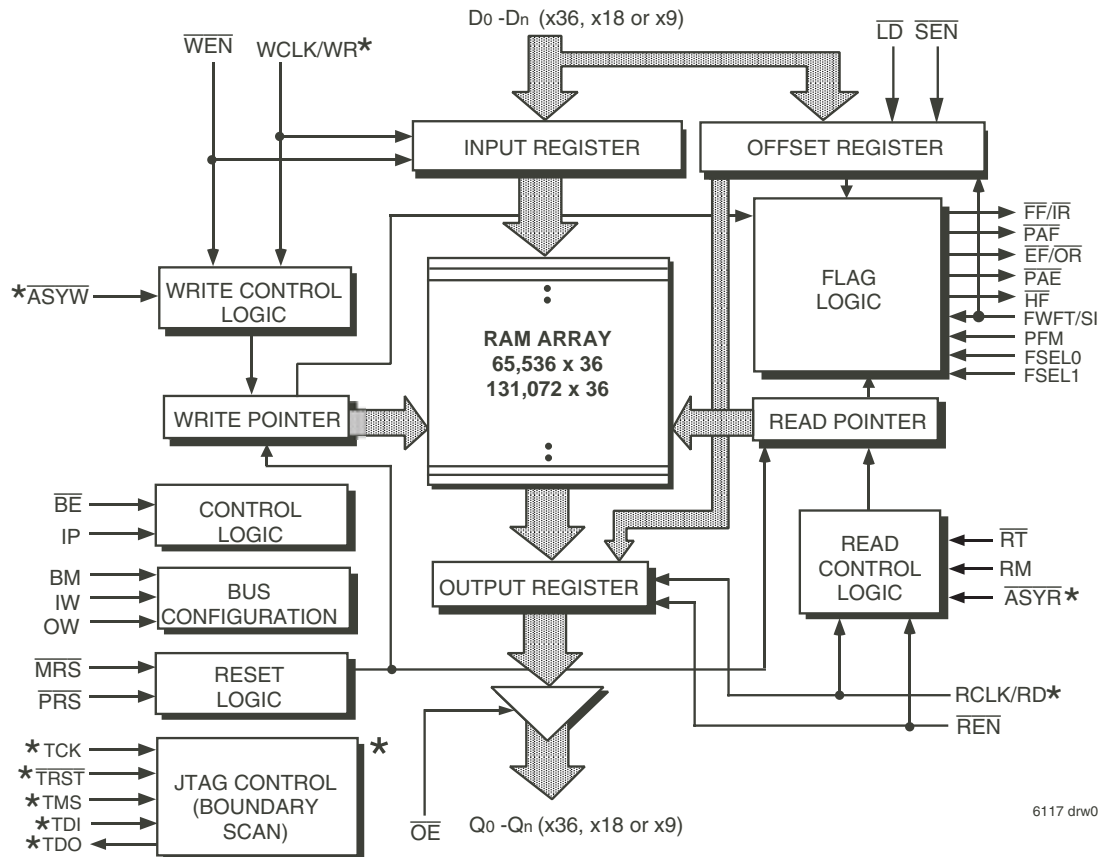 D0 -Dn (x36, x18 or x9)
WEN
WCLK/WR*
LD
SEN
INPUT REGISTER
OFFSET REGISTER
*ASYW
WRITE CONTROL
LOGIC
FLAG
LOGIC
FF/IR
PAF
EF/OR
PAE
HF
FWFT/SI
PFM
FSEL0
FSEL1
RAM ARRAY
65,536 x 36
131,072 x 36
WRITE POINTER
READ POINTER
BE
IP
CONTROL
LOGIC
BM
IW
OW
BUS
CONFIGURATION
OUTPUT REGISTER
READ
CONTROL
LOGIC
RT
RM
ASYR*
MRS
PRS
RESET
LOGIC
RCLK/RD*
REN
*TCK
*TRST
*TMS
*TDI
*TDO
JTAG CONTROL
(BOUNDARY
SCAN)
*
OE
Q0 -Qn (x36, x18 or x9)
6117 drw0